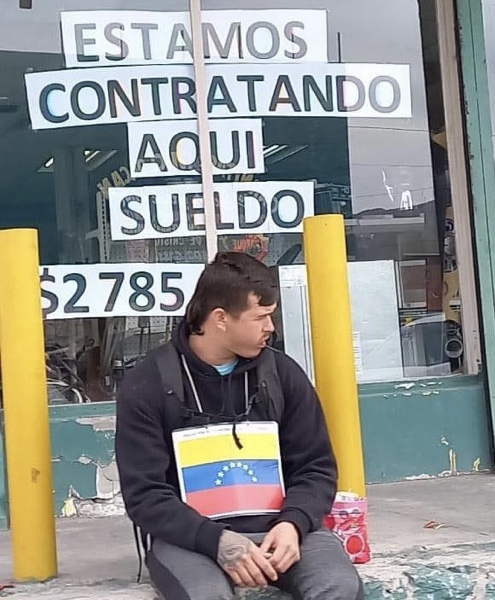 ESTAMOS
CONTRATANDO
AQUI
SUELDO
$2785